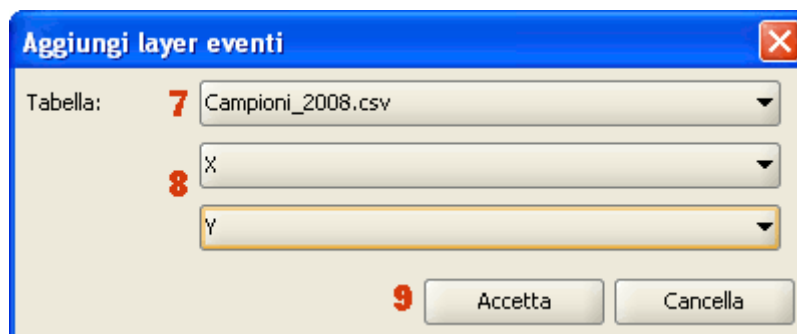 Aggiungi layer eventi
Tabella: 7 Campioni_2008.csv
X
8
Y
9 Accetta Cancella